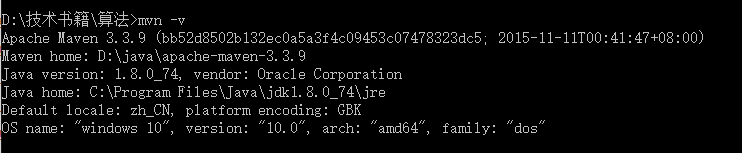 D:\技术书籍\算法>mvn -v
Apache Maven 3.3.9 (bb52d8502b132ec0a5a3f4c09453c07478323dc5; 2015-11-11T00:41:47+08:00)
Maven home: D:\java\apache-maven-3.3.9
Java version: 1.8.0_74, vendor: Oracle Corporation
Java home: C:\Program Files\Java\jdk1.8.0_74\jre
Default locale: zh_CN, platform encoding: GBK
OS name: "windows 10", version: "10.0", arch: "amd64", family: "dos"